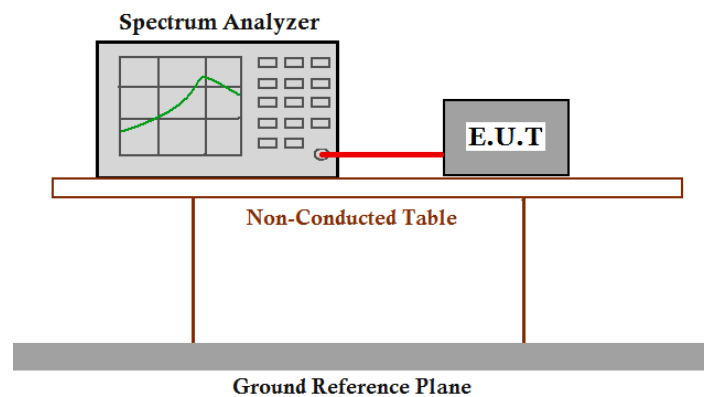 Spectrum Analyzer
E.U.T
Non-Conducted Table
Ground Reference Plane